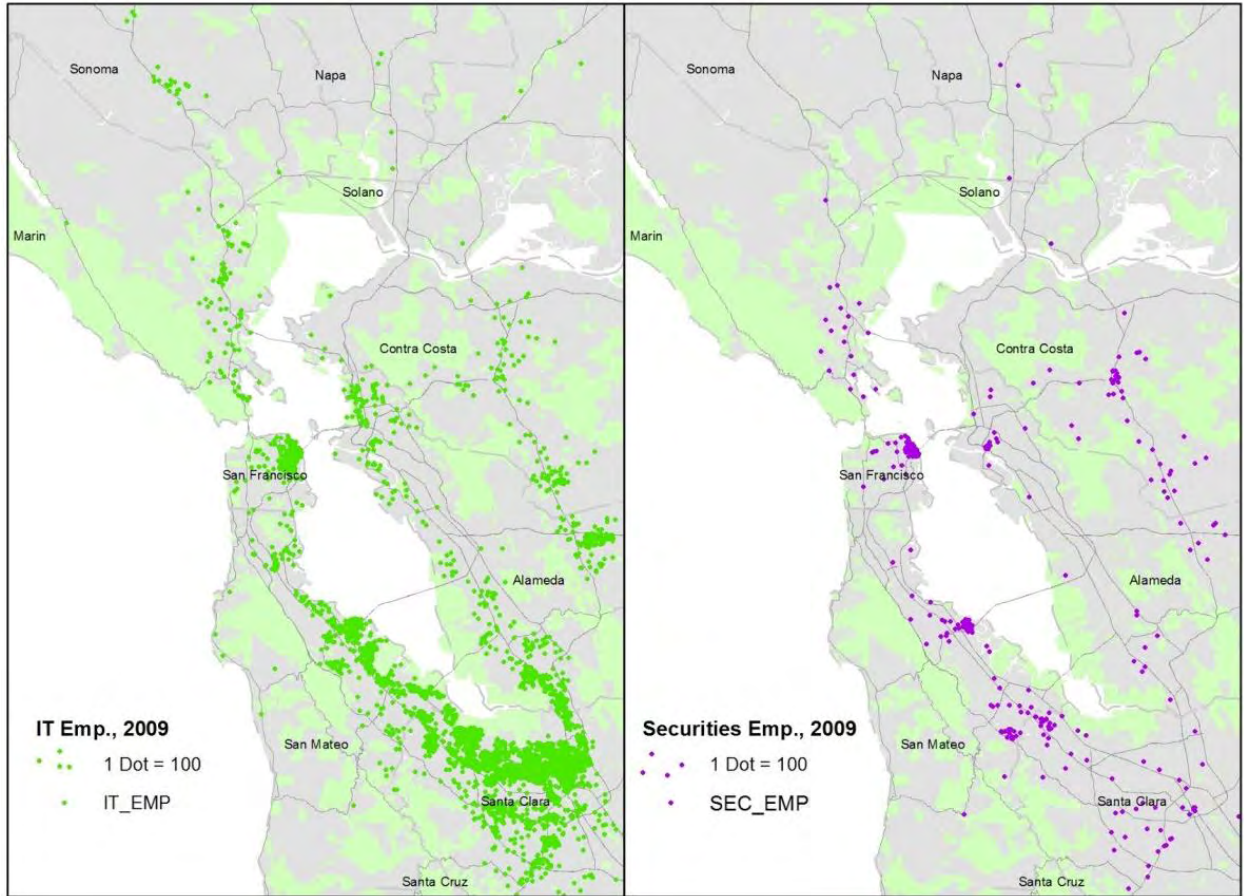 Sonoma
Napa
Solano
Marin
Contra Costa
San Francisco
Alameda
IT Emp., 2009
1 Dot = 100
IT_EMP
San Mateo
Santa Clara
Santa Cruz
Sonoma
Napa
Solano
Marin
Contra Costa
San Francisco
Alameda
Securities Emp., 2009
1 Dot = 100
SEC_EMP
San Mateo
Santa Clara
Santa Cruz